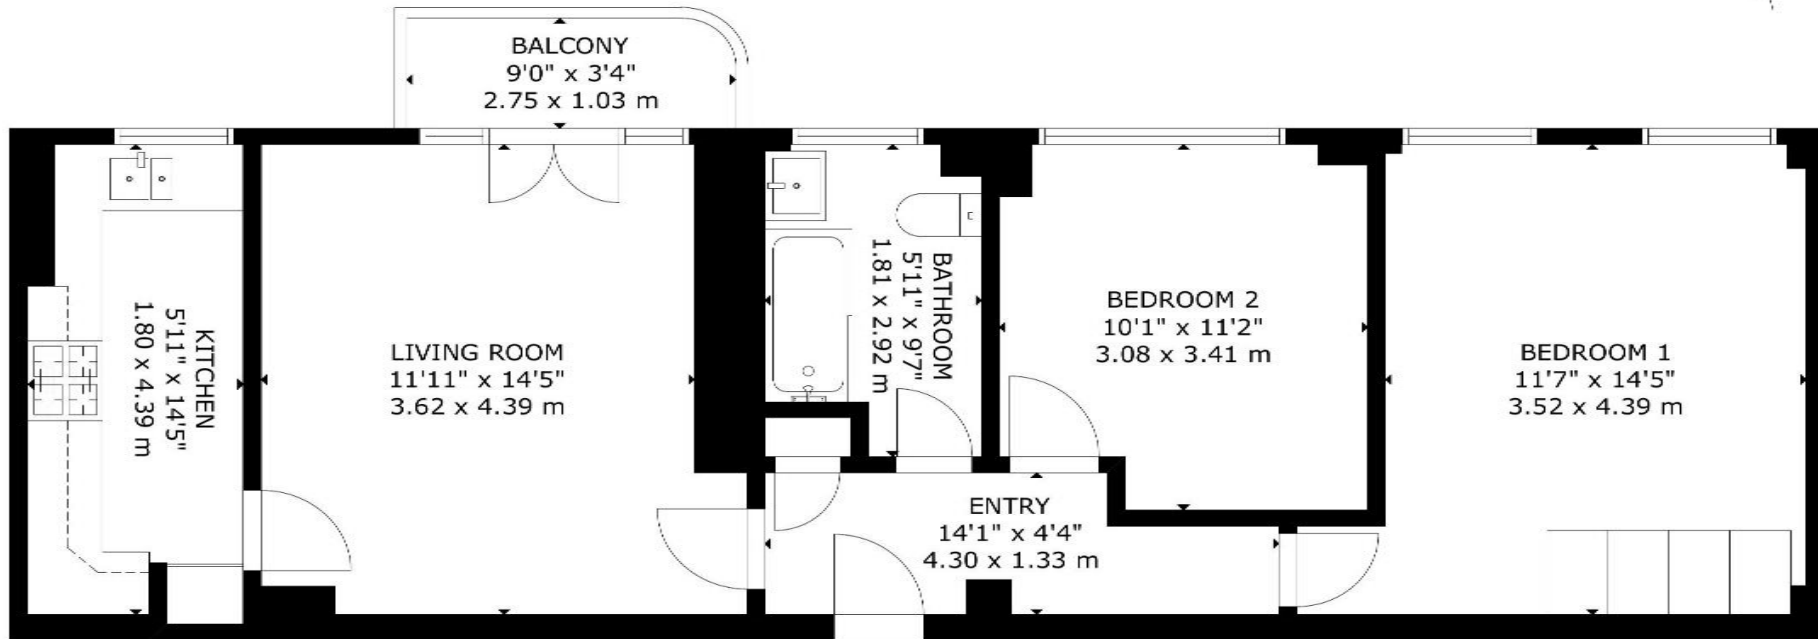 BALCONY
9'0" x 3'4"
2.75 x 1.03 m
KITCHEN
5'11" x 14'5"
1.80 x 4.39 m
LIVING ROOM
11'11" x 14'5"
3.62 x 4.39 m
BATHROOM
5'11" x 9'7"
1.81 x 2.92 m
BEDROOM 2
10'1" x 11'2"
3.08 x 3.41 m
BEDROOM 1
11'7" x 14'5"
3.52 x 4.39 m
ENTRY
14'1" x 4'4"
4.30 x 1.33 m